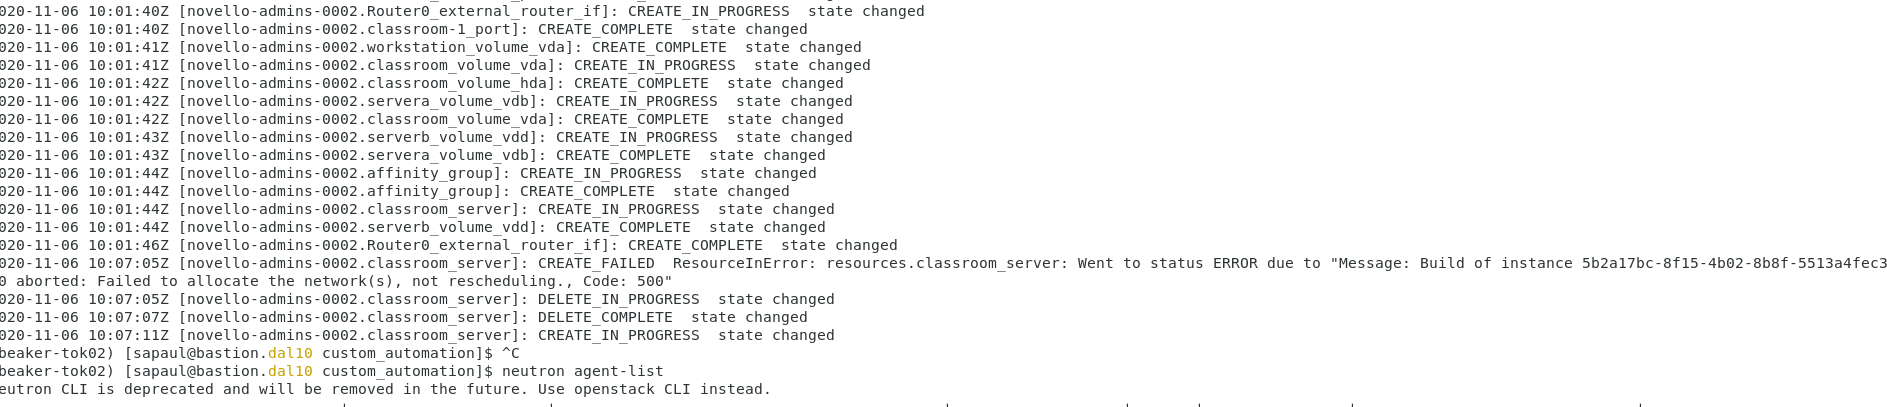 020-11-06 10:01:40Z [novello-admins-0002.Router0_external_router_if]: CREATE_IN_PROGRESS  state changed
020-11-06 10:01:40Z [novello-admins-0002.classroom-1_port]: CREATE_COMPLETE  state changed
020-11-06 10:01:41Z [novello-admins-0002.workstation_volume_vda]: CREATE_COMPLETE  state changed
020-11-06 10:01:41Z [novello-admins-0002.classroom_volume_vda]: CREATE_IN_PROGRESS  state changed
020-11-06 10:01:42Z [novello-admins-0002.classroom_volume_hda]: CREATE_COMPLETE  state changed
020-11-06 10:01:42Z [novello-admins-0002.servera_volume_vdb]: CREATE_IN_PROGRESS  state changed
020-11-06 10:01:42Z [novello-admins-0002.classroom_volume_vda]: CREATE_COMPLETE  state changed
020-11-06 10:01:43Z [novello-admins-0002.serverb_volume_vdd]: CREATE_IN_PROGRESS  state changed
020-11-06 10:01:43Z [novello-admins-0002.servera_volume_vdb]: CREATE_COMPLETE  state changed
020-11-06 10:01:44Z [novello-admins-0002.affinity_group]: CREATE_IN_PROGRESS  state changed
020-11-06 10:01:44Z [novello-admins-0002.affinity_group]: CREATE_COMPLETE  state changed
020-11-06 10:01:44Z [novello-admins-0002.classroom_server]: CREATE_IN_PROGRESS  state changed
020-11-06 10:01:44Z [novello-admins-0002.serverb_volume_vdd]: CREATE_COMPLETE  state changed
020-11-06 10:01:46Z [novello-admins-0002.Router0_external_router_if]: CREATE_COMPLETE  state changed
020-11-06 10:07:05Z [novello-admins-0002.classroom_server]: CREATE_FAILED  ResourceInError: resources.classroom_server: Went to status ERROR due to "Message: Build of instance 5b2a17bc-8f15-4b02-8b8f-5513a4fec3
0 aborted: Failed to allocate the network(s), not rescheduling., Code: 500"
020-11-06 10:07:05Z [novello-admins-0002.classroom_server]: DELETE_IN_PROGRESS  state changed
020-11-06 10:07:07Z [novello-admins-0002.classroom_server]: DELETE_COMPLETE  state changed
020-11-06 10:07:11Z [novello-admins-0002.classroom_server]: CREATE_IN_PROGRESS  state changed
beaker-tok02) [sapaul@bastion.dal10 custom_automation]$ ^C
beaker-tok02) [sapaul@bastion.dal10 custom_automation]$ neutron agent-list
eutron CLI is deprecated and will be removed in the future. Use openstack CLI instead.